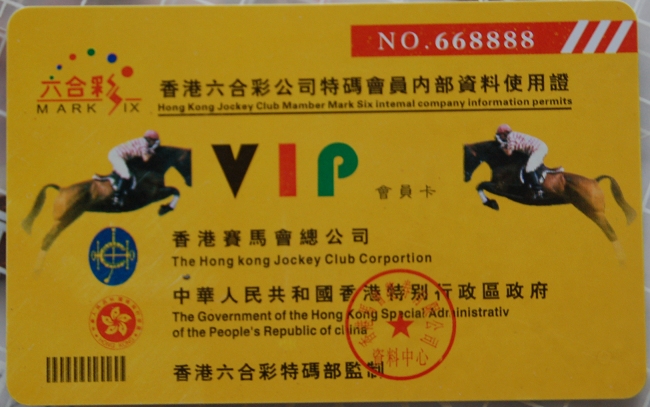 NO.668888
六合彩
MARK SIX
香港六合彩公司特碼會員内部資料使用證
Hong Kong Jockey Club Mamber Mark Six intemal company information permits
VIP 會員卡
香港賽馬會總公司
The Hong kong Jockey Club Corportion
中華人民共和國香港特別行政區政府
The Government of the Hong Kong Special Administrativ
of the People's Republic of china
資料中心
香港六合彩特碼部監制